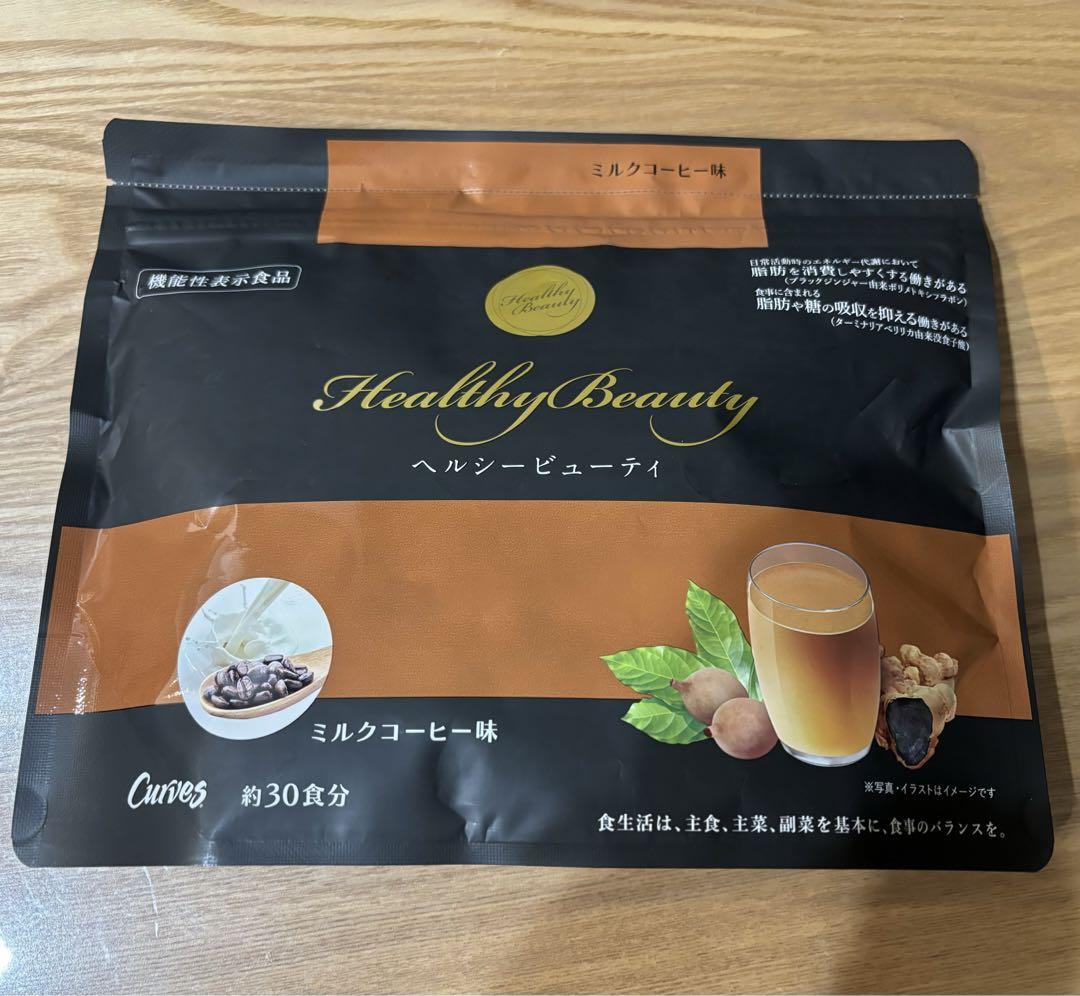 ミルクコーヒー味
機能性表示食品
日常活動時のエネルギー代謝において
脂肪を消費しやすくする働きがある
(ブラックジンジャー由来ポリメトキシフラボン)
食事に含まれる
脂肪や糖の吸収を抑える働きがある
(ターミナリアベリリカ由来没食子酸)
Healthy
Beauty
Healthy Beauty
ヘルシービューティ
ミルクコーヒー味
Curves
約30食分
※写真・イラストはイメージです
食生活は、主食、主菜、副菜を基本に、食事のバランスを。